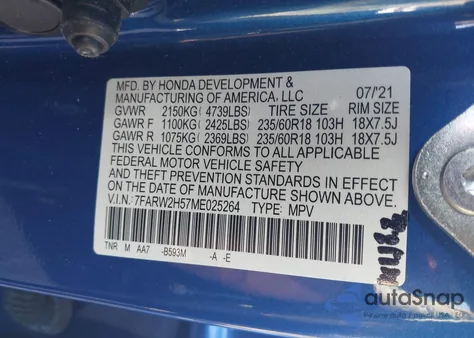 MFD. BY HONDA DEVELOPMENT &
MANUFACTURING OF AMERICA, LLC 07/'21
GVWR 2150KG ( 4739LBS) TIRE SIZE RIM SIZE
GAWR F 1100KG ( 2425LBS) 235/60R18 103H 18X7.5J
GAWR R 1075KG ( 2369LBS) 235/60R18 103H 18X7.5J
THIS VEHICLE CONFORMS TO ALL APPLICABLE
FEDERAL MOTOR VEHICLE SAFETY
AND THEFT PREVENTION STANDARDS IN EFFECT
ON THE DATE OF MANUFACTURE SHOWN ABOVE.
V.I.N.: 7FARW2H57ME025264 TYPE: MPV
TNR M AA7 -B593M -A -E
autoSnap